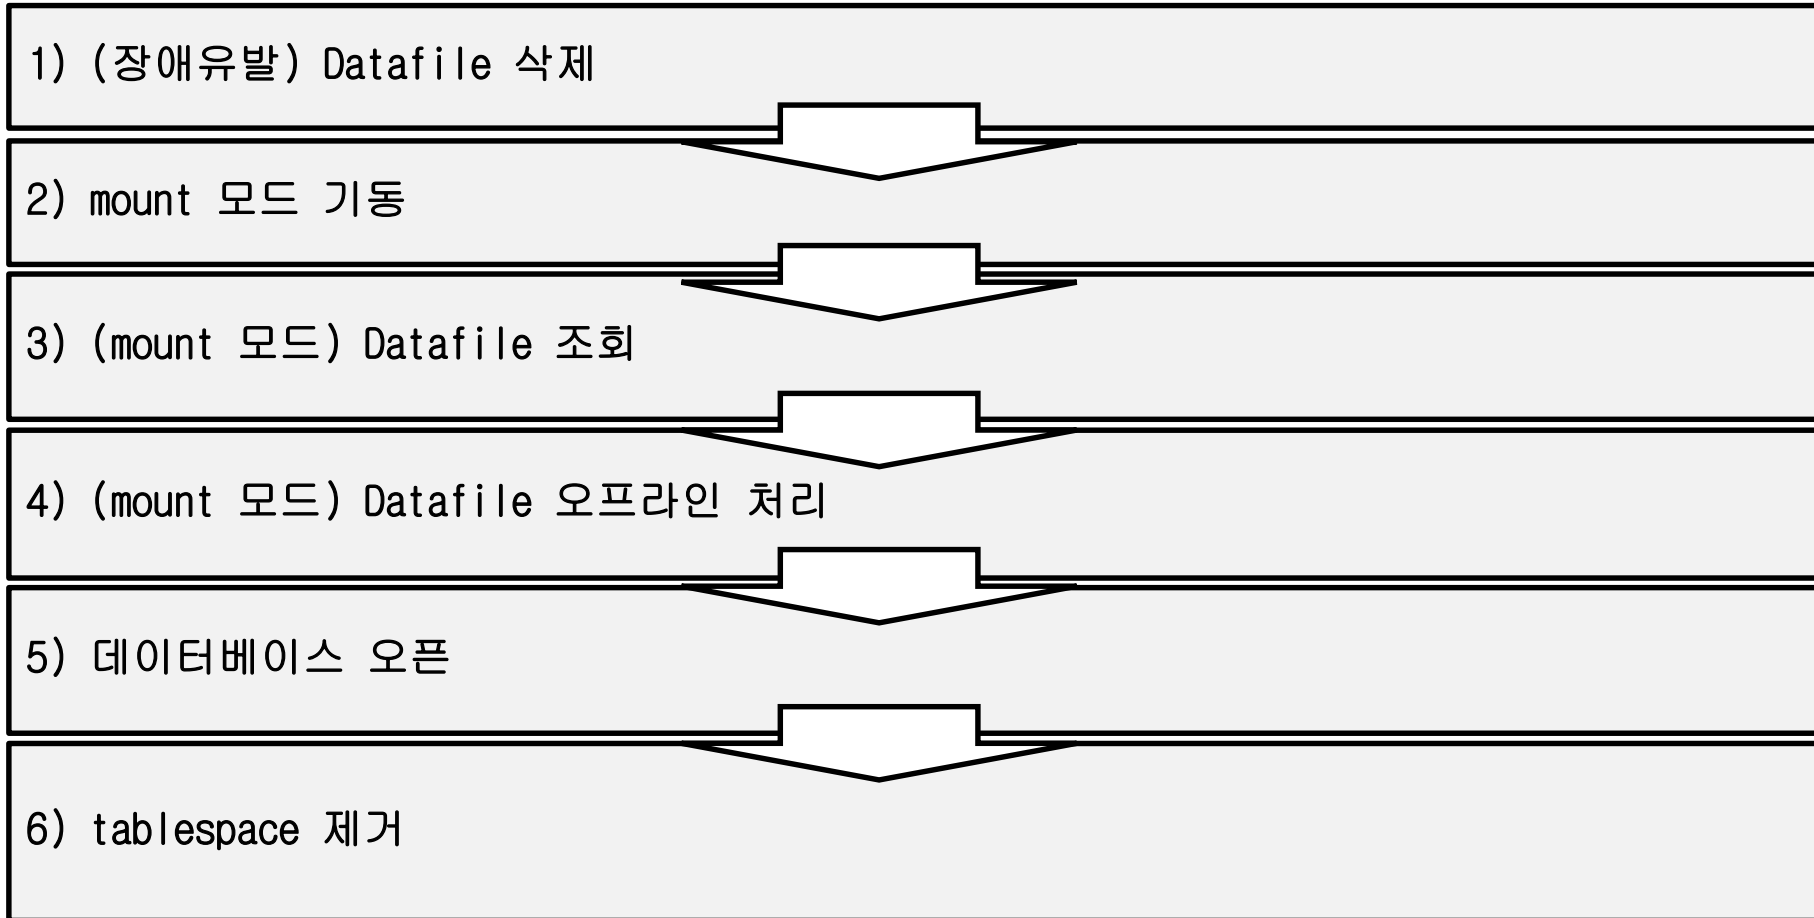 1) (장애유발) Datafile 삭제
2) mount 모드 기동
3) (mount 모드) Datafile 조회
4) (mount 모드) Datafile 오프라인 처리
5) 데이터베이스 오픈
6) tablespace 제거